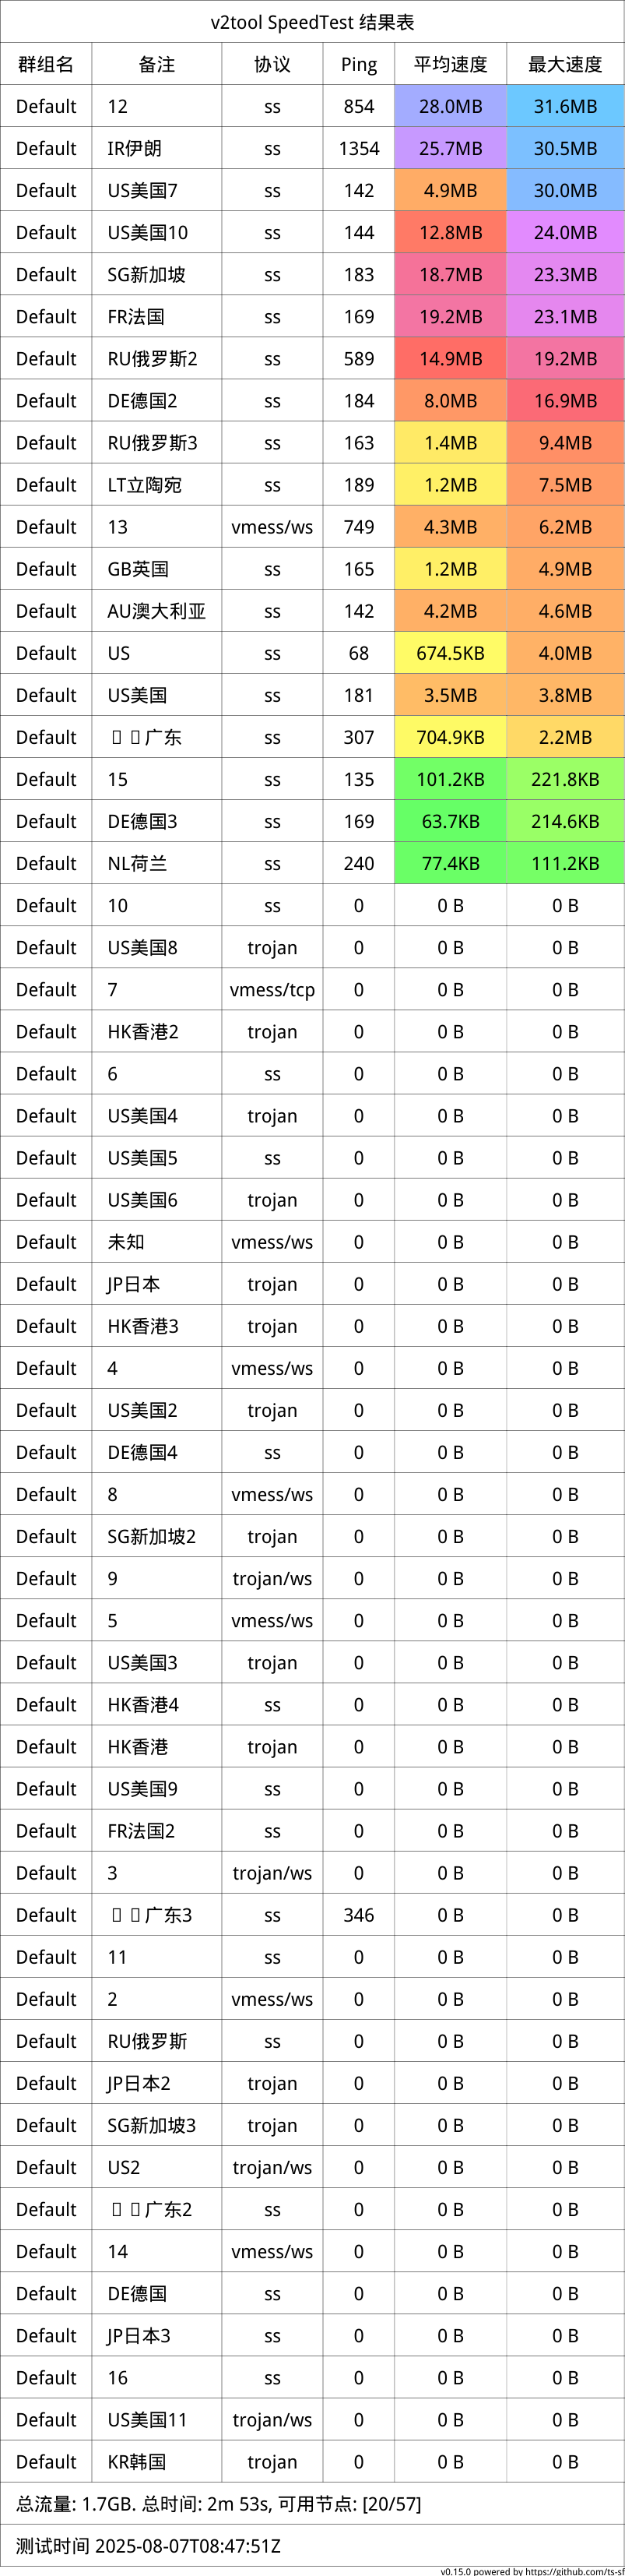 v2tool SpeedTest 结果表
群组名 备注 协议 Ping 平均速度 最大速度
Default 12 ss 854 28.0MB 31.6MB
Default IR伊朗 ss 1354 25.7MB 30.5MB
Default US美国7 ss 142 4.9MB 30.0MB
Default US美国10 ss 144 12.8MB 24.0MB
Default SG新加坡 ss 183 18.7MB 23.3MB
Default FR法国 ss 169 19.2MB 23.1MB
Default RU俄罗斯2 ss 589 14.9MB 19.2MB
Default DE德国2 ss 184 8.0MB 16.9MB
Default RU俄罗斯3 ss 163 1.4MB 9.4MB
Default LT立陶宛 ss 189 1.2MB 7.5MB
Default 13 vmess/ws 749 4.3MB 6.2MB
Default GB英国 ss 165 1.2MB 4.9MB
Default AU澳大利亚 ss 142 4.2MB 4.6MB
Default US ss 68 674.5KB 4.0MB
Default US美国 ss 181 3.5MB 3.8MB
Default 广东 ss 307 704.9KB 2.2MB
Default 15 ss 135 101.2KB 221.8KB
Default DE德国3 ss 169 63.7KB 214.6KB
Default NL荷兰 ss 240 77.4KB 111.2KB
Default 10 ss 0 0 B 0 B
Default US美国8 trojan 0 0 B 0 B
Default 7 vmess/tcp 0 0 B 0 B
Default HK香港2 trojan 0 0 B 0 B
Default 6 ss 0 0 B 0 B
Default US美国4 trojan 0 0 B 0 B
Default US美国5 ss 0 0 B 0 B
Default US美国6 trojan 0 0 B 0 B
Default 未知 vmess/ws 0 0 B 0 B
Default JP日本 trojan 0 0 B 0 B
Default HK香港3 trojan 0 0 B 0 B
Default 4 vmess/ws 0 0 B 0 B
Default US美国2 trojan 0 0 B 0 B
Default DE德国4 ss 0 0 B 0 B
Default 8 vmess/ws 0 0 B 0 B
Default SG新加坡2 trojan 0 0 B 0 B
Default 9 trojan/ws 0 0 B 0 B
Default 5 vmess/ws 0 0 B 0 B
Default US美国3 trojan 0 0 B 0 B
Default HK香港4 ss 0 0 B 0 B
Default HK香港 trojan 0 0 B 0 B
Default US美国9 ss 0 0 B 0 B
Default FR法国2 ss 0 0 B 0 B
Default 3 trojan/ws 0 0 B 0 B
Default 广东3 ss 346 0 B 0 B
Default 11 ss 0 0 B 0 B
Default 2 vmess/ws 0 0 B 0 B
Default RU俄罗斯 ss 0 0 B 0 B
Default JP日本2 trojan 0 0 B 0 B
Default SG新加坡3 trojan 0 0 B 0 B
Default US2 trojan/ws 0 0 B 0 B
Default 广东2 ss 0 0 B 0 B
Default 14 vmess/ws 0 0 B 0 B
Default DE德国 ss 0 0 B 0 B
Default JP日本3 ss 0 0 B 0 B
Default 16 ss 0 0 B 0 B
Default US美国11 trojan/ws 0 0 B 0 B
Default KR韩国 trojan 0 0 B 0 B
总流量: 1.7GB. 总时间: 2m 53s, 可用节点: [20/57]
测试时间 2025-08-07T08:47:51Z
v0.15.0 powered by https://github.com/ts-sf